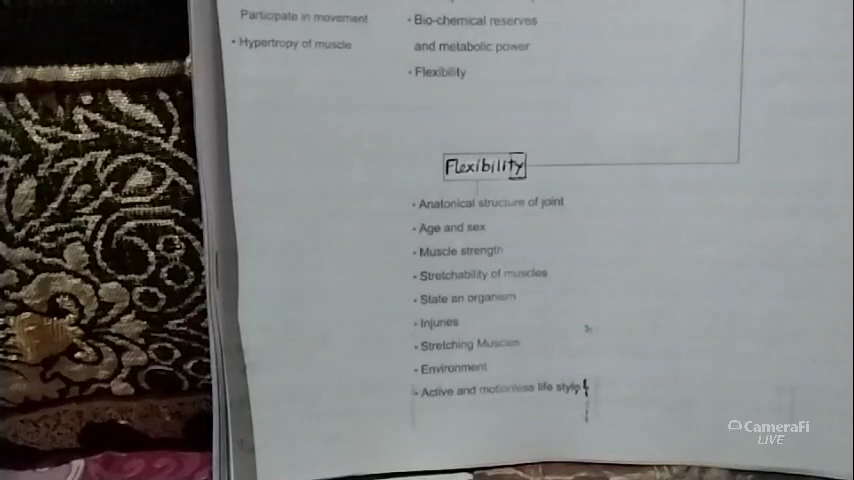 Participate in movement
• Hypertropy of muscle
• Bio-chemical reserves
and metabolic power
• Flexibility
Flexibility
• Anatonical structure of joint
• Age and sex
• Muscle strength
• Stretchability of muscles
• State an organism
• Injuries
• Stretching Muscles
• Environment
• Active and motionless life style
CameraFi
LIVE